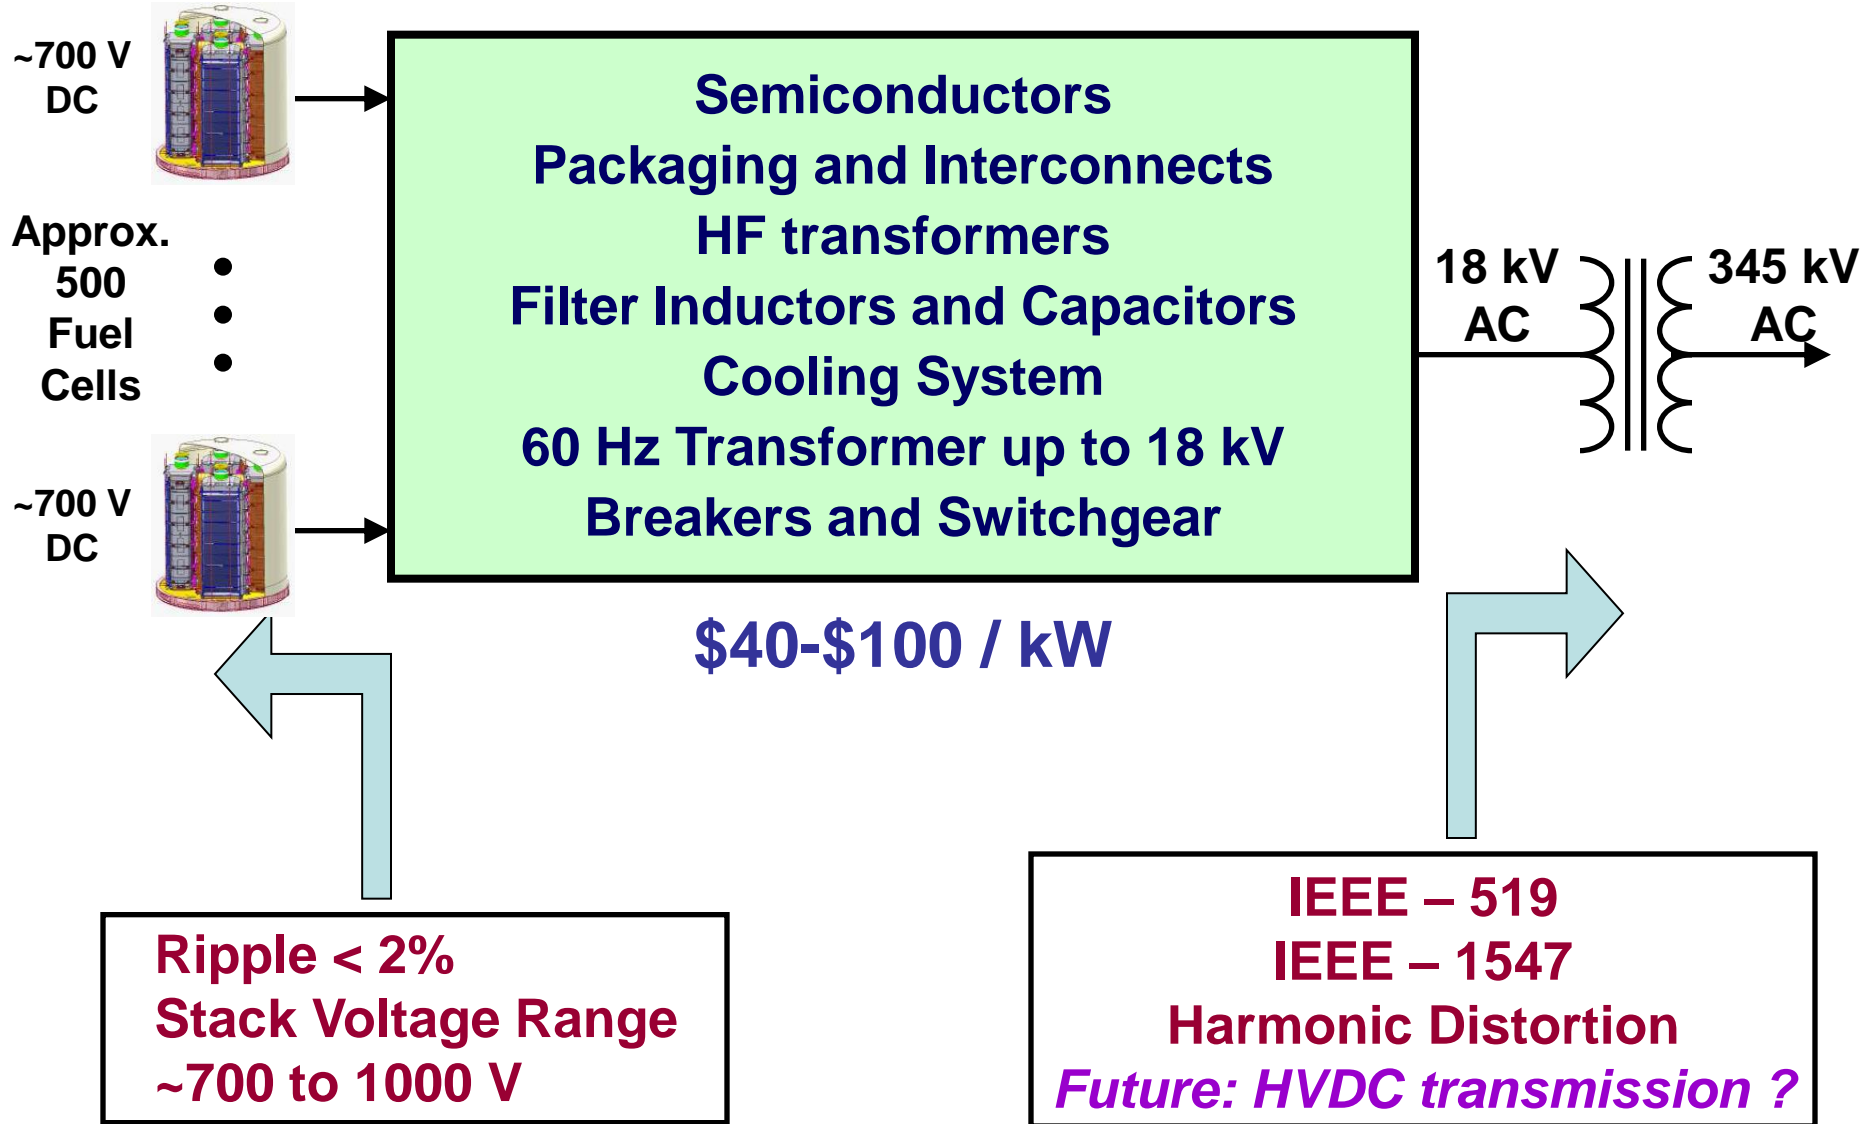 ~700 V
DC
Approx.
500
Fuel
Cells
~700 V
DC
Semiconductors
Packaging and Interconnects
HF transformers
Filter Inductors and Capacitors
Cooling System
60 Hz Transformer up to 18 kV
Breakers and Switchgear
$40-$100 / kW
18 kV
AC
345 kV
AC
Ripple < 2%
Stack Voltage Range
~700 to 1000 V
IEEE – 519
IEEE – 1547
Harmonic Distortion
Future: HVDC transmission ?